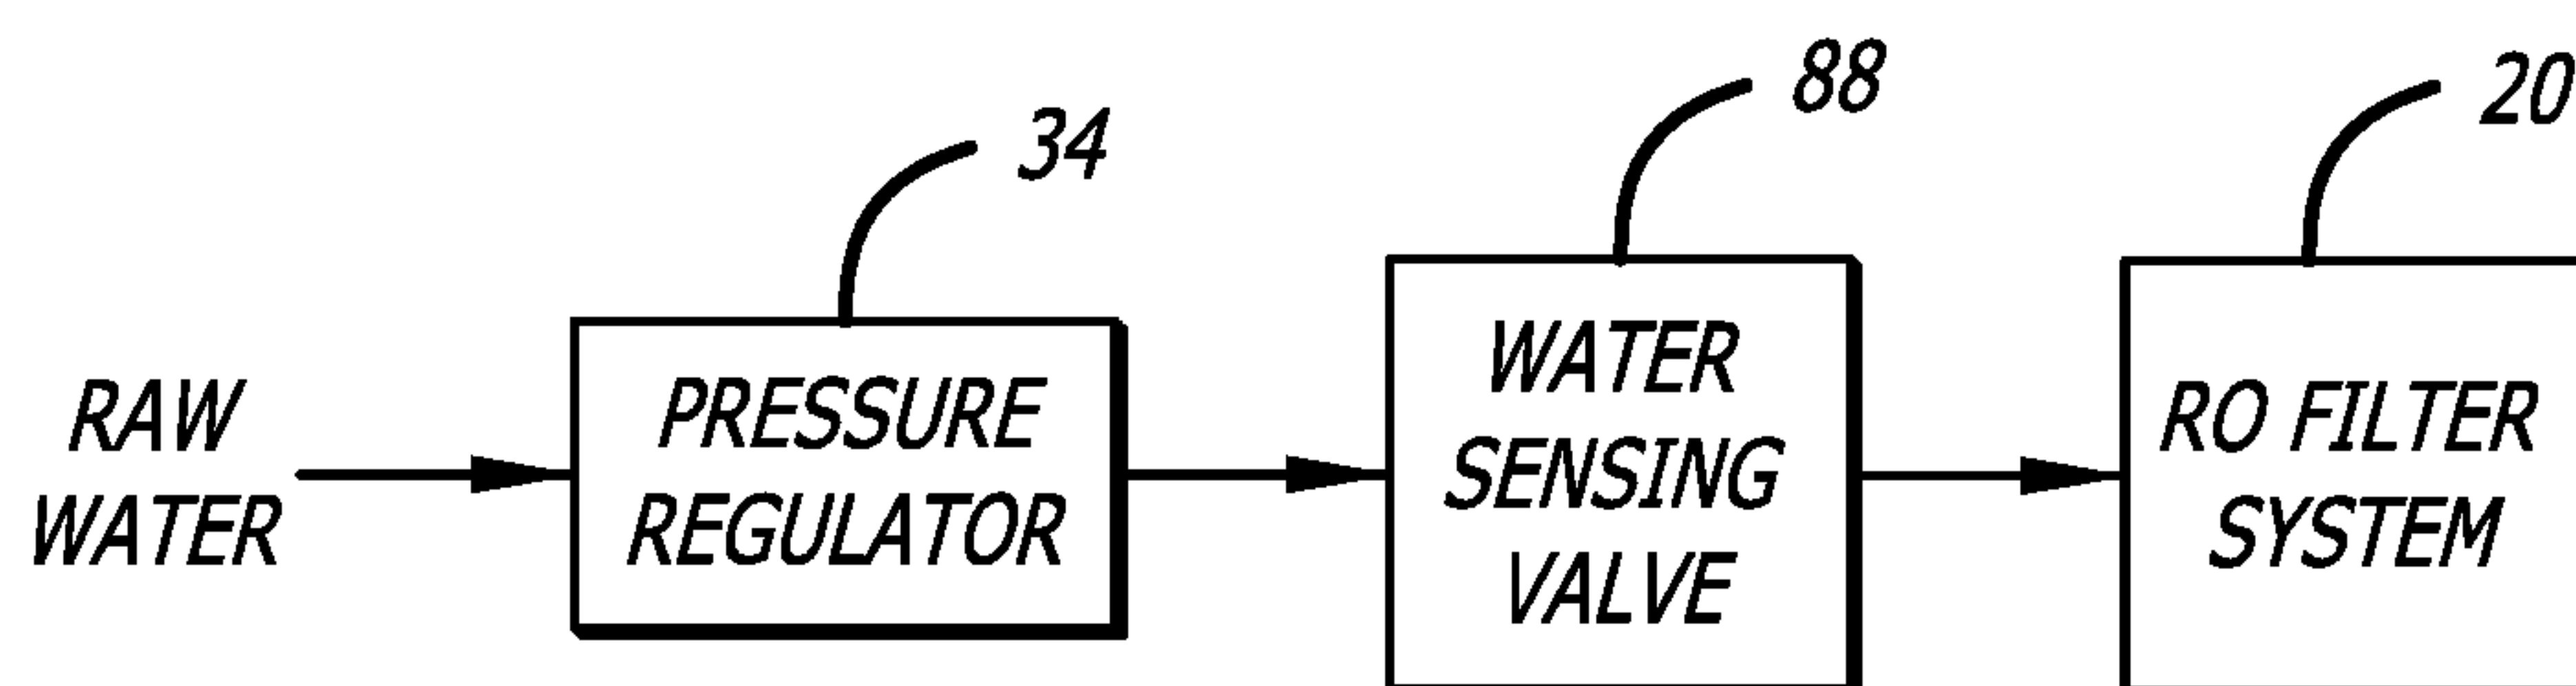 34
88
20
RAW
WATER
PRESSURE
REGULATOR
WATER
SENSING
VALVE
RO FILTER
SYSTEM